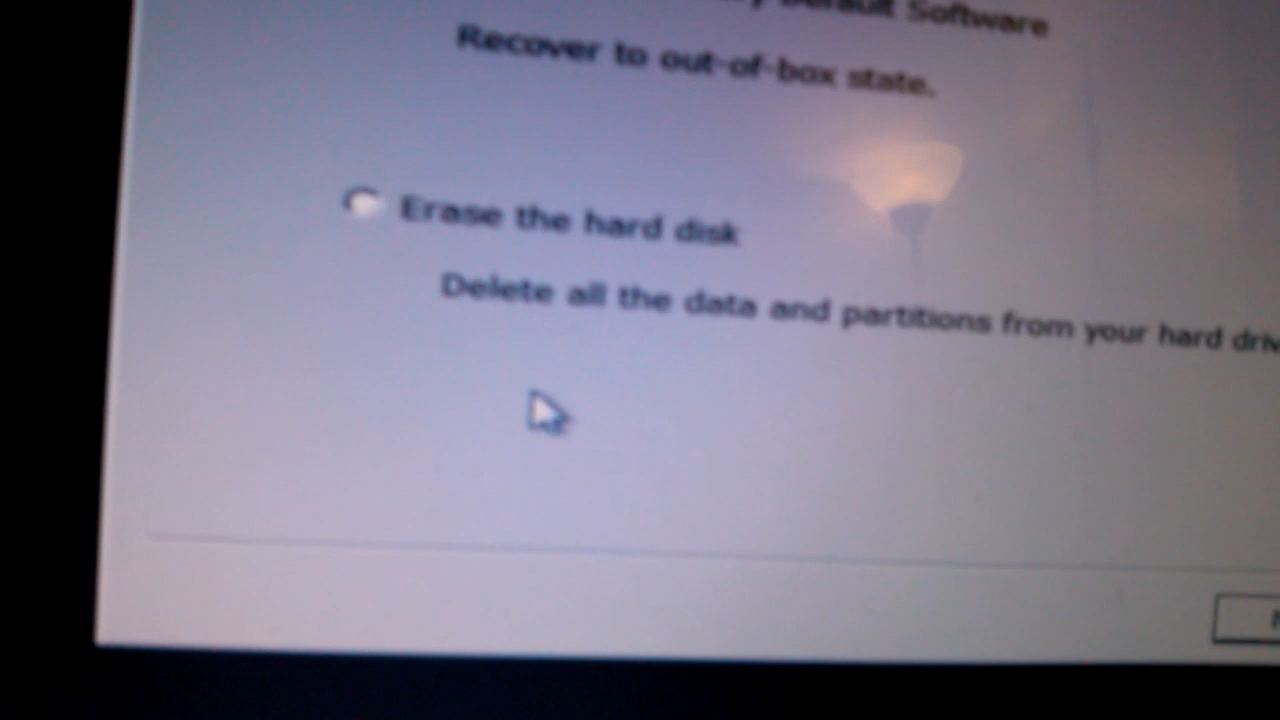 Default Software
Recover to out-of-box state.
Erase the hard disk
Delete all the data and partitions from your hard